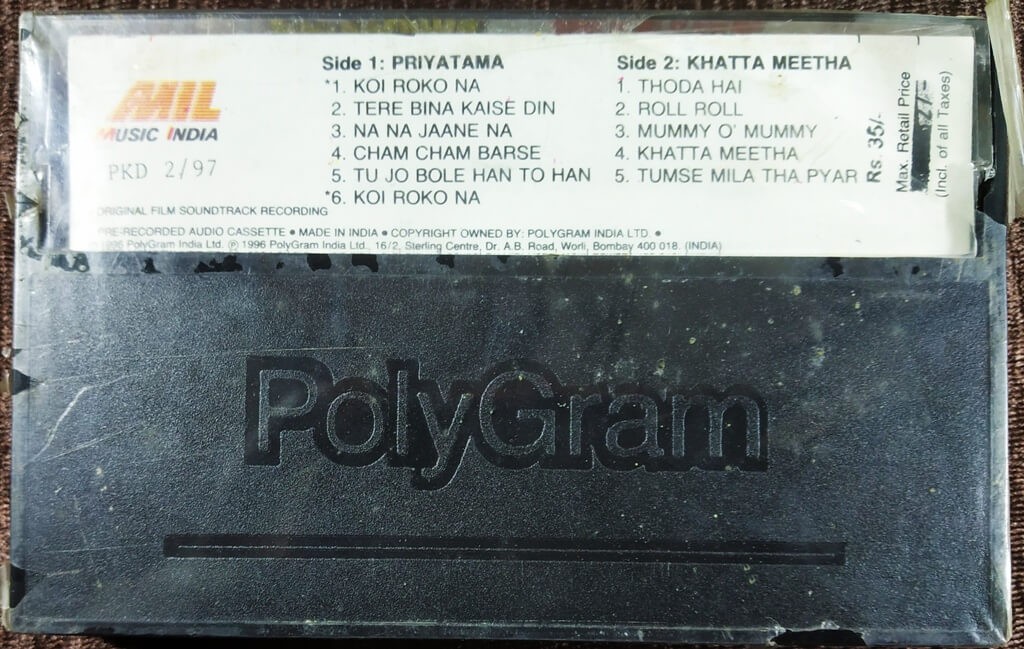 MIL
MUSIC INDIA
PKD 2/97
Side 1: PRIYATAMA
*1. KOI ROKO NA
2. TERE BINA KAISE DIN
3. NA NA JAANE NA
4. CHAM CHAM BARSE
5. TU JO BOLE HAN TO HAN
*6. KOI ROKO NA
Side 2: KHATTA MEETHA
1. THODA HAI
2. ROLL ROLL
3. MUMMY O' MUMMY
4. KHATTA MEETHA
5. TUMSE MILA THA PYAR
Rs. 35/-
Max. Retail Price
(Incl. of all Taxes)
ORIGINAL FILM SOUNDTRACK RECORDING
PRE-RECORDED AUDIO CASSETTE ● MADE IN INDIA ● COPYRIGHT OWNED BY: POLYGRAM INDIA LTD. ●
1996 PolyGram India Ltd. ℗ 1996 PolyGram India Ltd., 16/2, Sterling Centre, Dr. A.B. Road, Worli, Bombay 400 018. (INDIA)
PolyGram